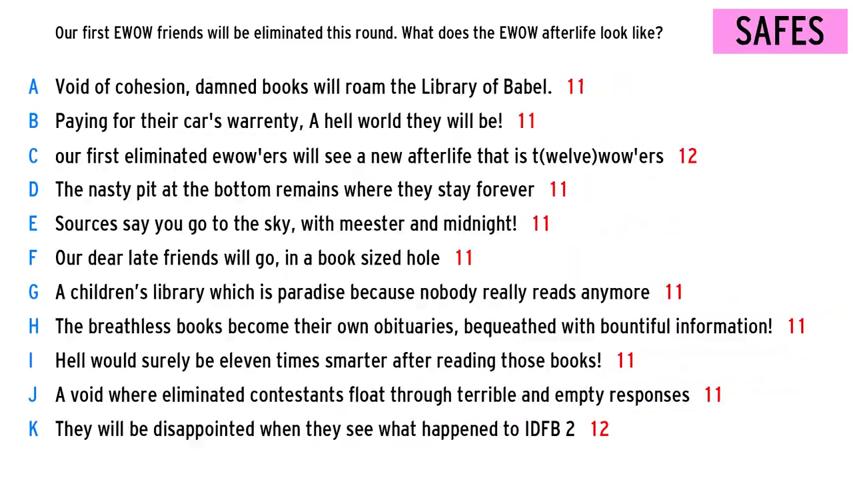 Our first EWOW friends will be eliminated this round. What does the EWOW afterlife look like?
SAFES
A Void of cohesion, damned books will roam the Library of Babel. 11
B Paying for their car's warrenty, A hell world they will be! 11
C our first eliminated ewow'ers will see a new afterlife that is t(welve)wow'ers 12
D The nasty pit at the bottom remains where they stay forever 11
E Sources say you go to the sky, with meester and midnight! 11
F Our dear late friends will go, in a book sized hole 11
G A children's library which is paradise because nobody really reads anymore 11
H The breathless books become their own obituaries, bequeathed with bountiful information! 11
I Hell would surely be eleven times smarter after reading those books! 11
J A void where eliminated contestants float through terrible and empty responses 11
K They will be disappointed when they see what happened to IDFB 2 12